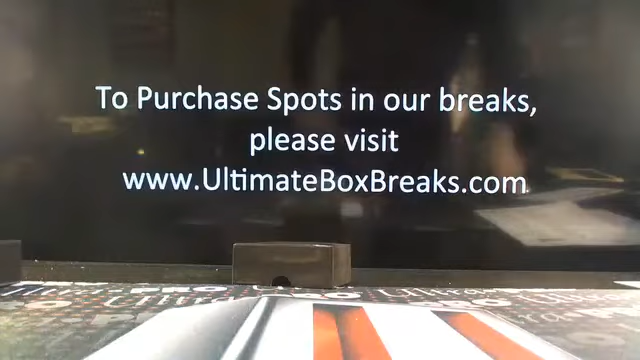 To Purchase Spots in our breaks,
please visit
www.UltimateBoxBreaks.com